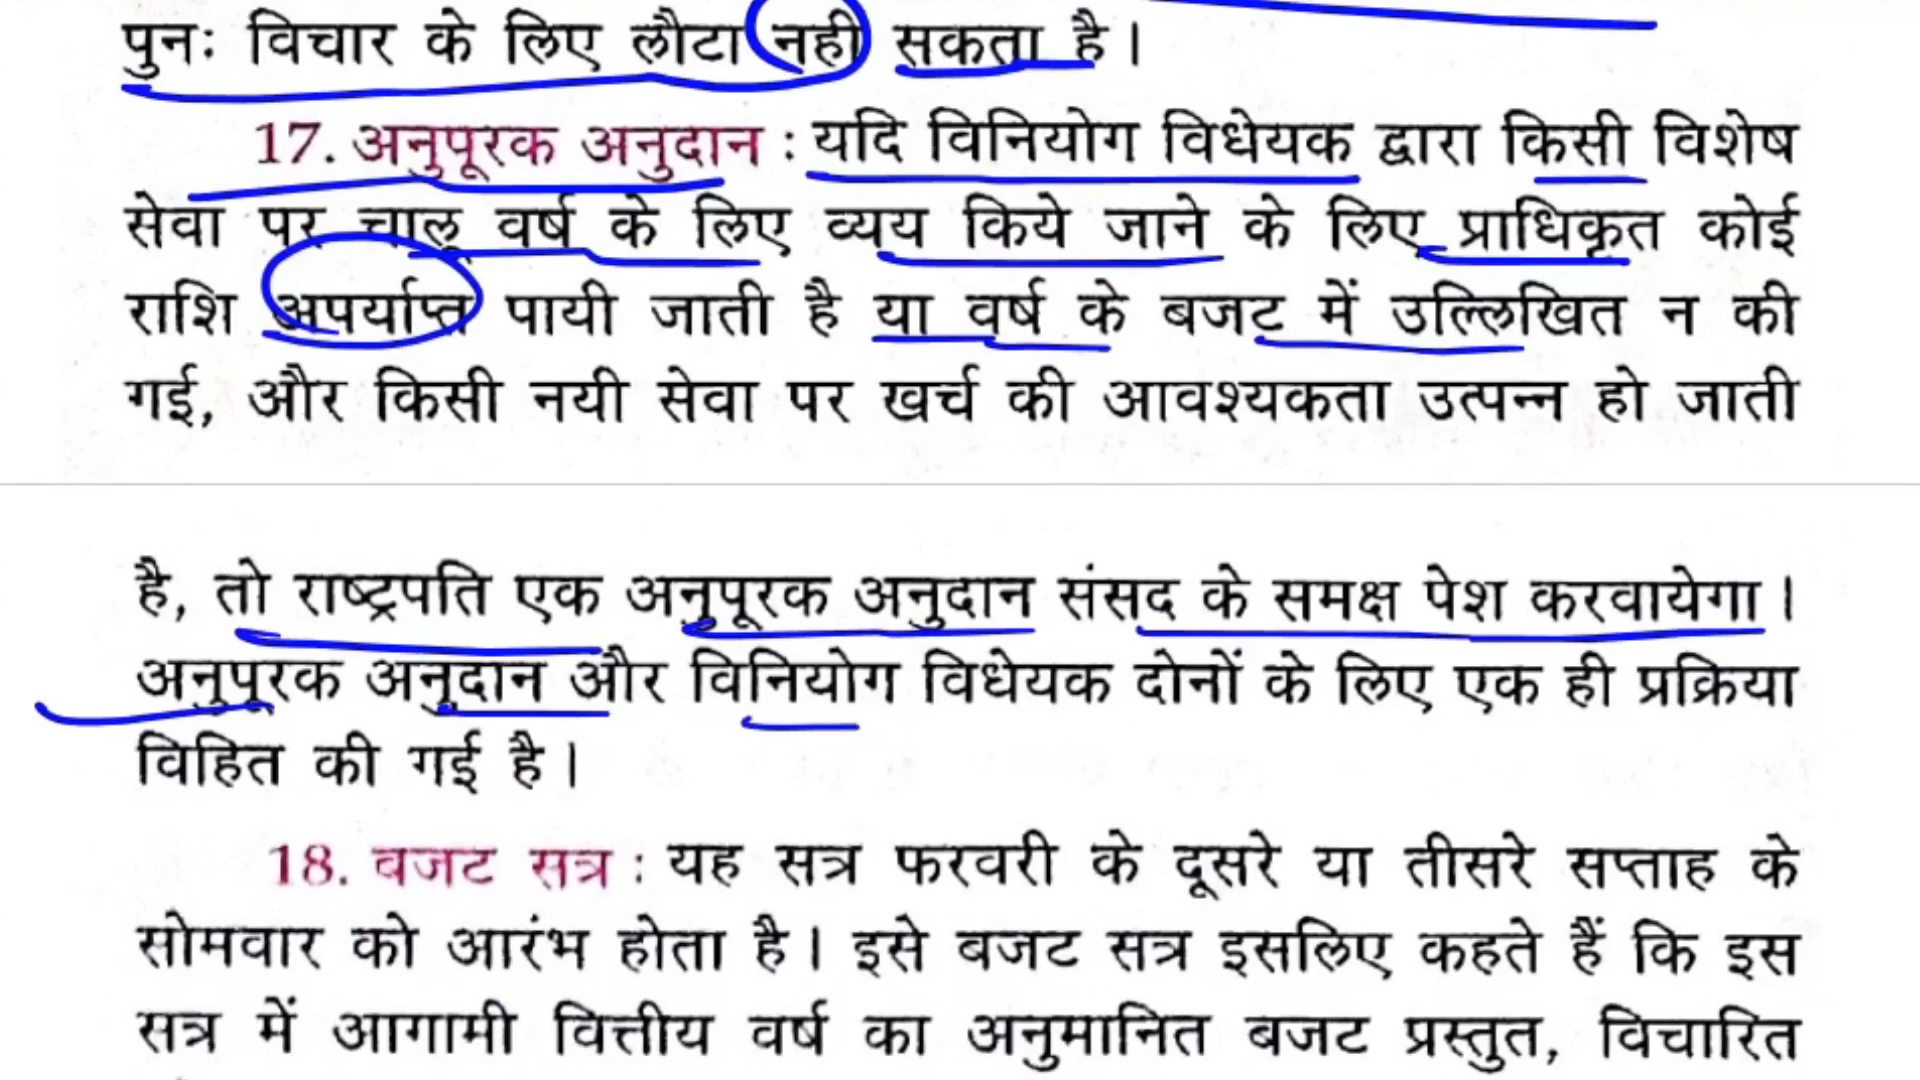 पुनः विचार के लिए लौटा नही सकता है।
17. अनुपूरक अनुदान : यदि विनियोग विधेयक द्वारा किसी विशेष
सेवा पर चालू वर्ष के लिए व्यय किये जाने के लिए प्राधिकृत कोई
राशि अपर्याप्त पायी जाती है या वर्ष के बजट में उल्लिखित न की
गई, और किसी नयी सेवा पर खर्च की आवश्यकता उत्पन्न हो जाती
है, तो राष्ट्रपति एक अनुपूरक अनुदान संसद के समक्ष पेश करवायेगा।
अनुपूरक अनुदान और विनियोग विधेयक दोनों के लिए एक ही प्रक्रिया
विहित की गई है।
18. बजट सत्र : यह सत्र फरवरी के दूसरे या तीसरे सप्ताह के
सोमवार को आरंभ होता है। इसे बजट सत्र इसलिए कहते हैं कि इस
सत्र में आगामी वित्तीय वर्ष का अनुमानित बजट प्रस्तुत, विचारित